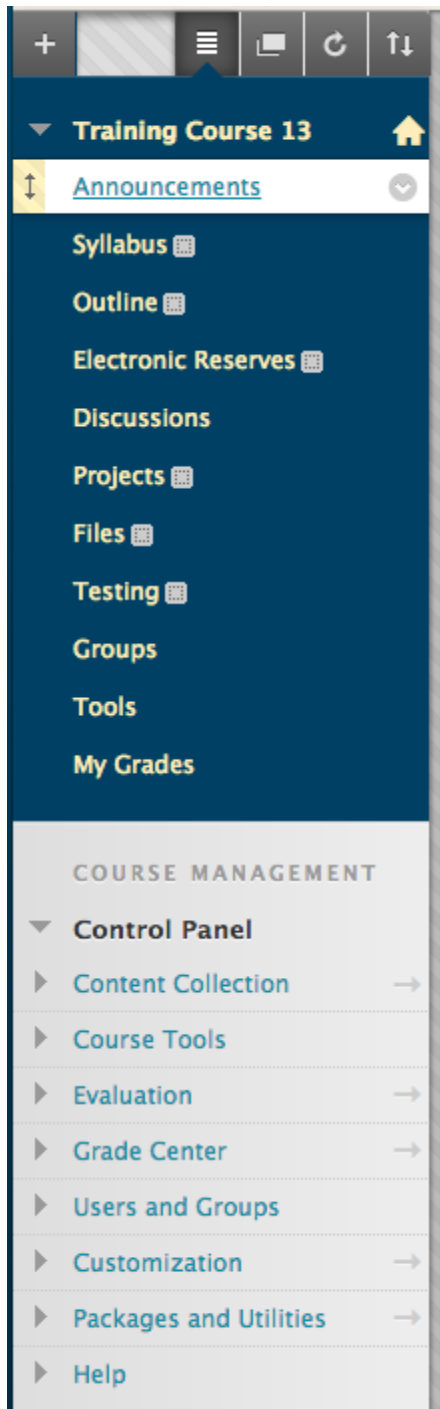 Training Course 13
Announcements
Syllabus
Outline
Electronic Reserves
Discussions
Projects
Files
Testing
Groups
Tools
My Grades
COURSE MANAGEMENT
Control Panel
Content Collection
Course Tools
Evaluation
Grade Center
Users and Groups
Customization
Packages and Utilities
Help